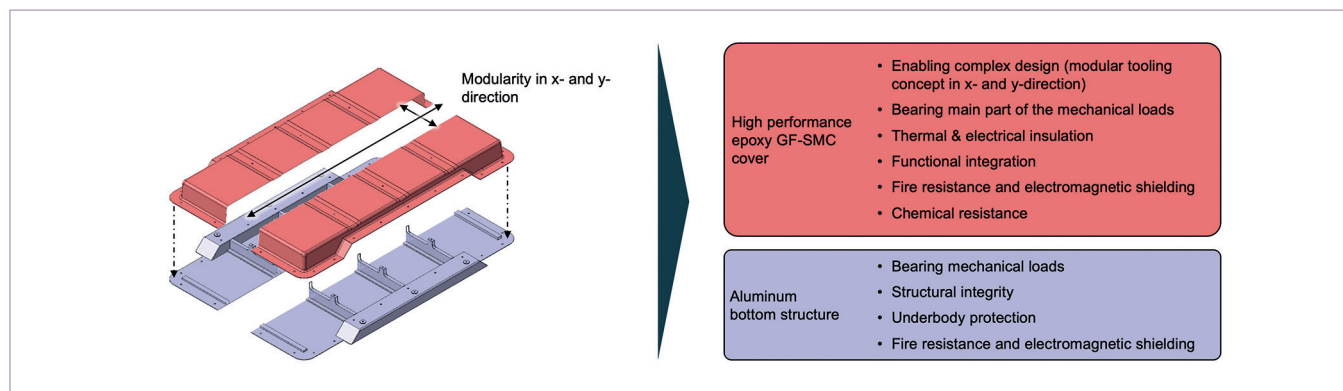 Modularity in x- and y-
direction
High performance
epoxy GF-SMC
cover
• Enabling complex design (modular tooling
concept in x- and y-direction)
• Bearing main part of the mechanical loads
• Thermal & electrical insulation
• Functional integration
• Fire resistance and electromagnetic shielding
• Chemical resistance
Aluminum
bottom structure
• Bearing mechanical loads
• Structural integrity
• Underbody protection
• Fire resistance and electromagnetic shielding